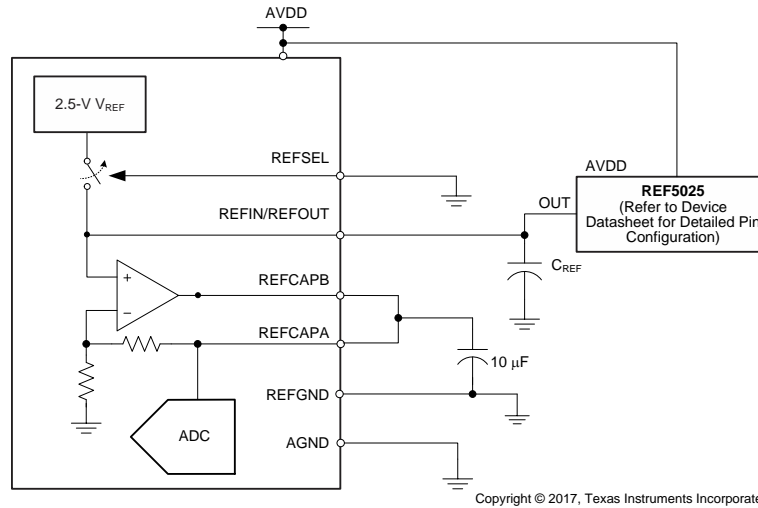 AVDD
2.5-V VREF
REFSEL
AVDD
REFIN/REFOUT
OUT
REF5025
(Refer to Device
Datasheet for Detailed Pin
Configuration)
CREF
+
−
REFCAPB
REFCAPA
10 µF
REFGND
ADC
AGND
Copyright © 2017, Texas Instruments Incorporate